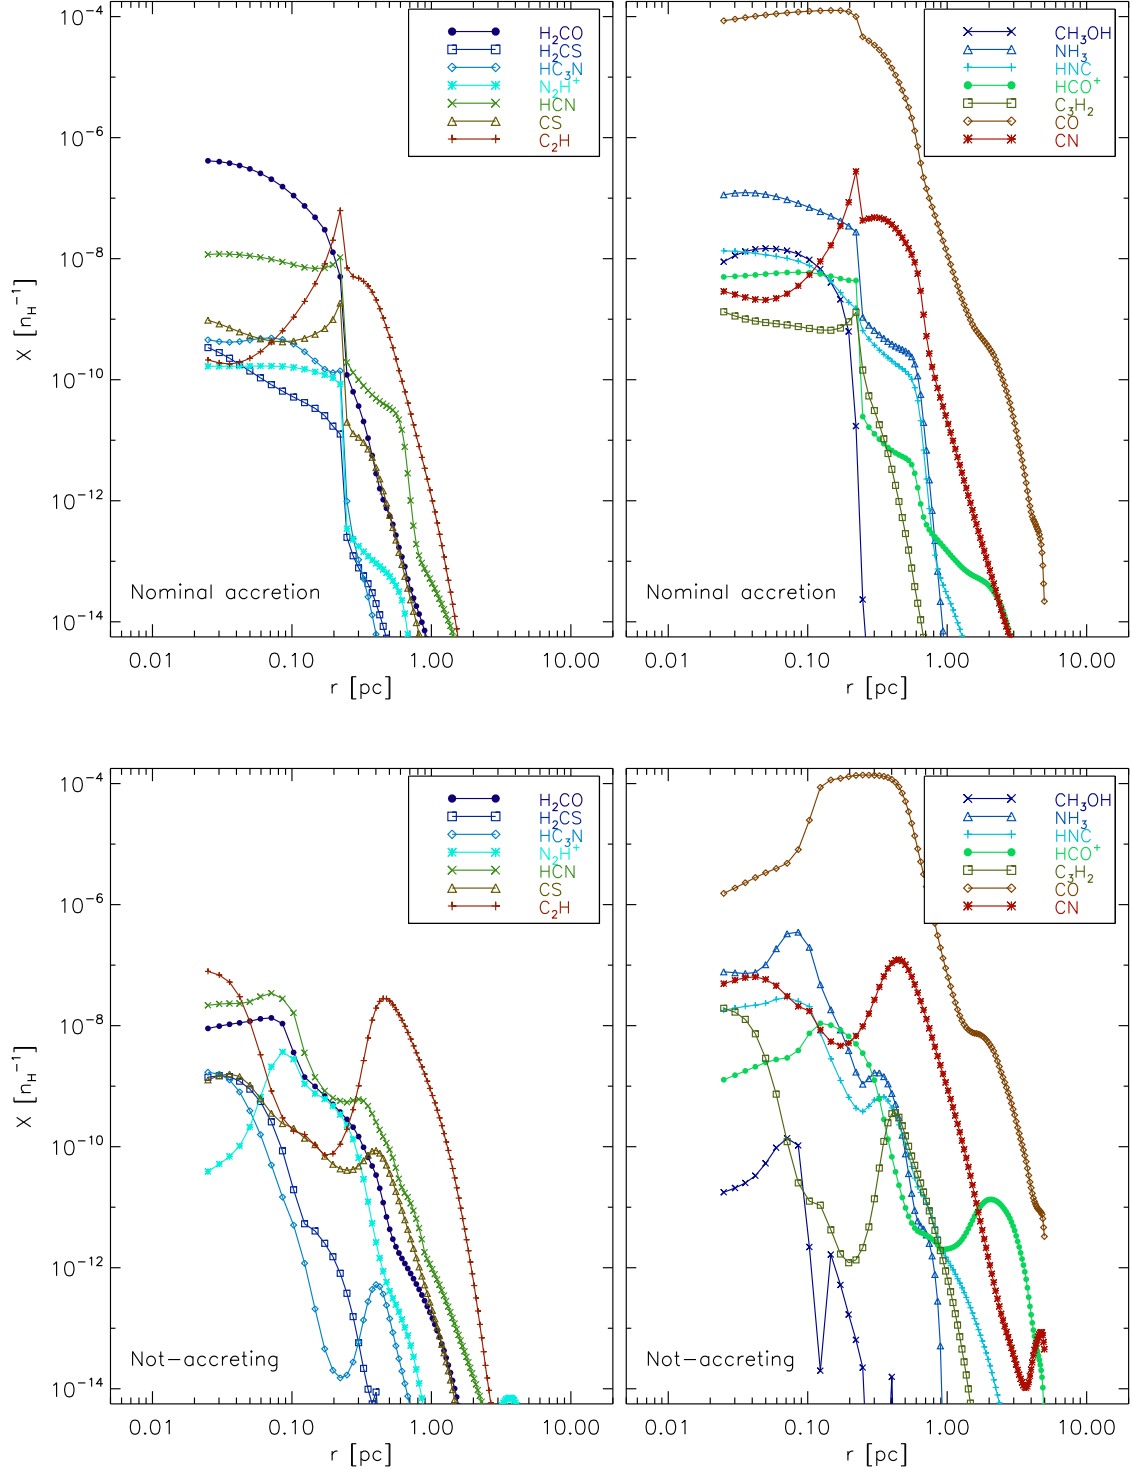 10⁻⁴
10⁻⁶
10⁻⁸
10⁻¹⁰
10⁻¹²
10⁻¹⁴
X [n_H⁻¹]
H₂CO
H₂CS
HC₃N
N₂H⁺
HCN
CS
C₂H
Nominal accretion
0.01 0.10 1.00 10.00
r [pc]
CH₃OH
NH₃
HNC
HCO⁺
C₃H₂
CO
CN
Nominal accretion
0.01 0.10 1.00 10.00
r [pc]
10⁻⁴
10⁻⁶
10⁻⁸
10⁻¹⁰
10⁻¹²
10⁻¹⁴
X [n_H⁻¹]
H₂CO
H₂CS
HC₃N
N₂H⁺
HCN
CS
C₂H
Not-accreting
0.01 0.10 1.00 10.00
r [pc]
CH₃OH
NH₃
HNC
HCO⁺
C₃H₂
CO
CN
Not-accreting
0.01 0.10 1.00 10.00
r [pc]